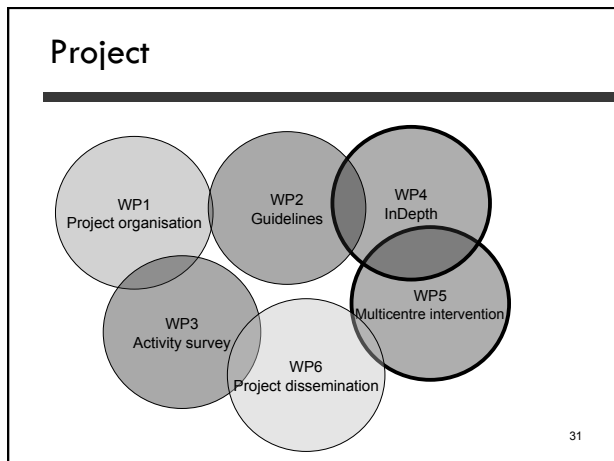 Project
WP1
Project organisation
WP2
Guidelines
WP4
InDepth
WP3
Activity survey
WP5
Multicentre intervention
WP6
Project dissemination
31